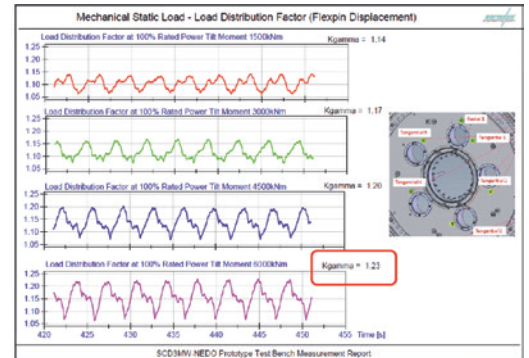 Mechanical Static Load - Load Distribution Factor (Flexpin Displacement)
Load Distribution Factor at 100% Rated Power Tilt Moment 1500kNm
Kgamma = 1.14
1.25
1.20
1.15
1.10
1.05
Load Distribution Factor at 100% Rated Power Tilt Moment 3000kNm
Kgamma = 1.17
1.25
1.20
1.15
1.10
Load Distribution Factor at 100% Rated Power Tilt Moment 4500kNm
Kgamma = 1.20
1.25
1.20
1.15
1.10
1.05
Load Distribution Factor at 100% Rated Power Tilt Moment 6000kNm
Kgamma = 1.23
1.25
1.20
1.15
1.10
1.05
420 425 430 435 440 445 450 455 Time [s]
SCD3MW-NEDO Prototype Test Bench Measurement Report